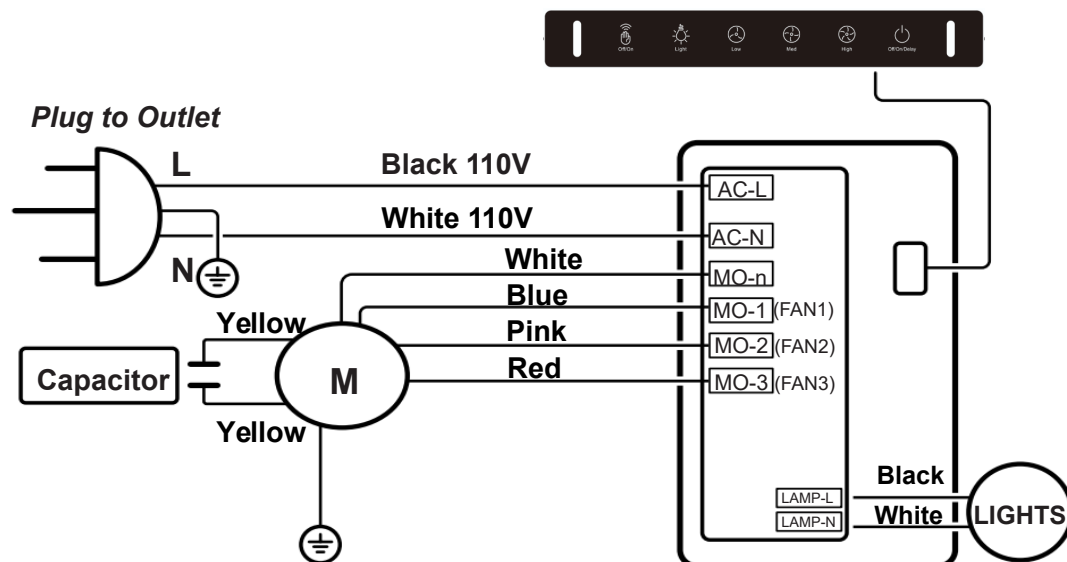 Off/On Light Low Med High Off/On/Delay
Plug to Outlet
L
Black 110V
AC-L
White 110V
AC-N
N
White
MO-n
Blue
MO-1 (FAN1)
Yellow
Pink
MO-2 (FAN2)
Capacitor
M
Red
MO-3 (FAN3)
Yellow
Black
LAMP-L
White
LAMP-N
LIGHTS